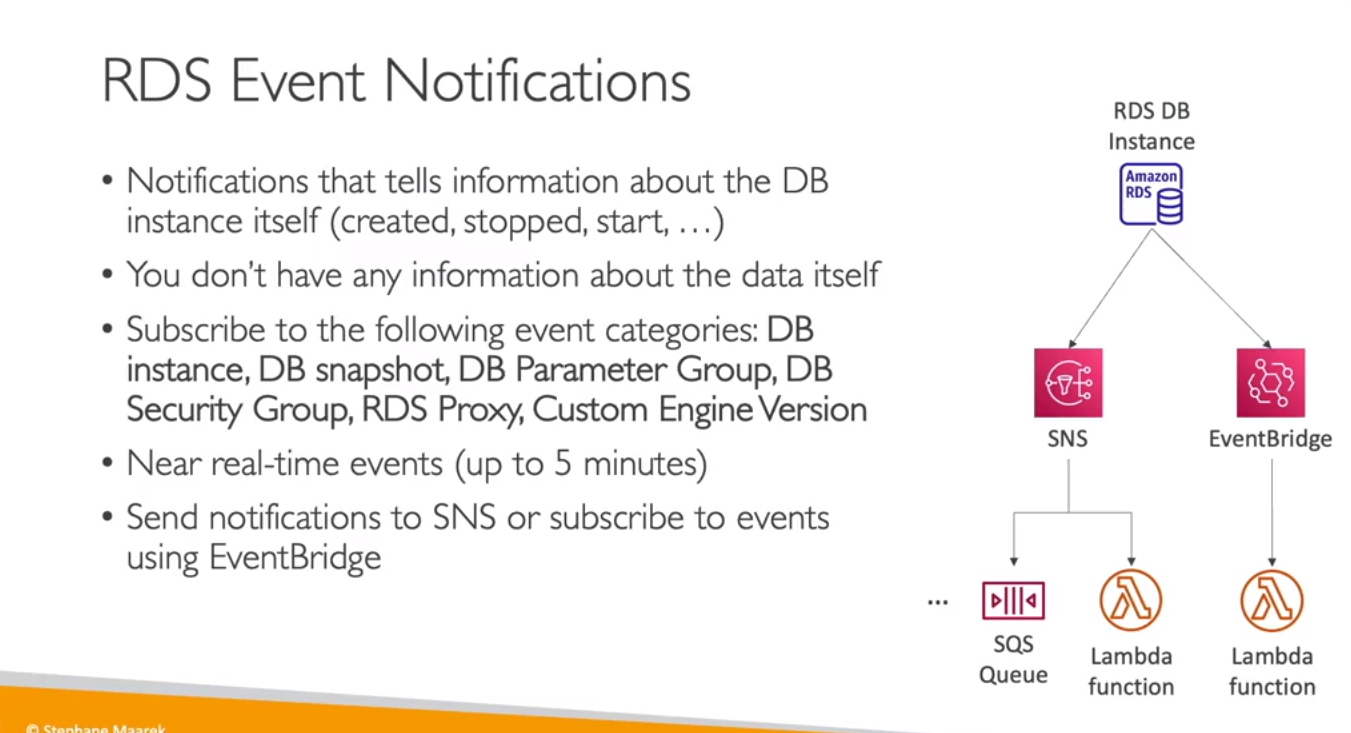 RDS Event Notifications
• Notifications that tells information about the DB
instance itself (created, stopped, start, …)
• You don’t have any information about the data itself
• Subscribe to the following event categories: DB
instance, DB snapshot, DB Parameter Group, DB
Security Group, RDS Proxy, Custom Engine Version
• Near real-time events (up to 5 minutes)
• Send notifications to SNS or subscribe to events
using EventBridge
RDS DB
Instance
Amazon
RDS
SNS
EventBridge
...
SQS
Queue
Lambda
function
Lambda
function
© Stephane Maarek